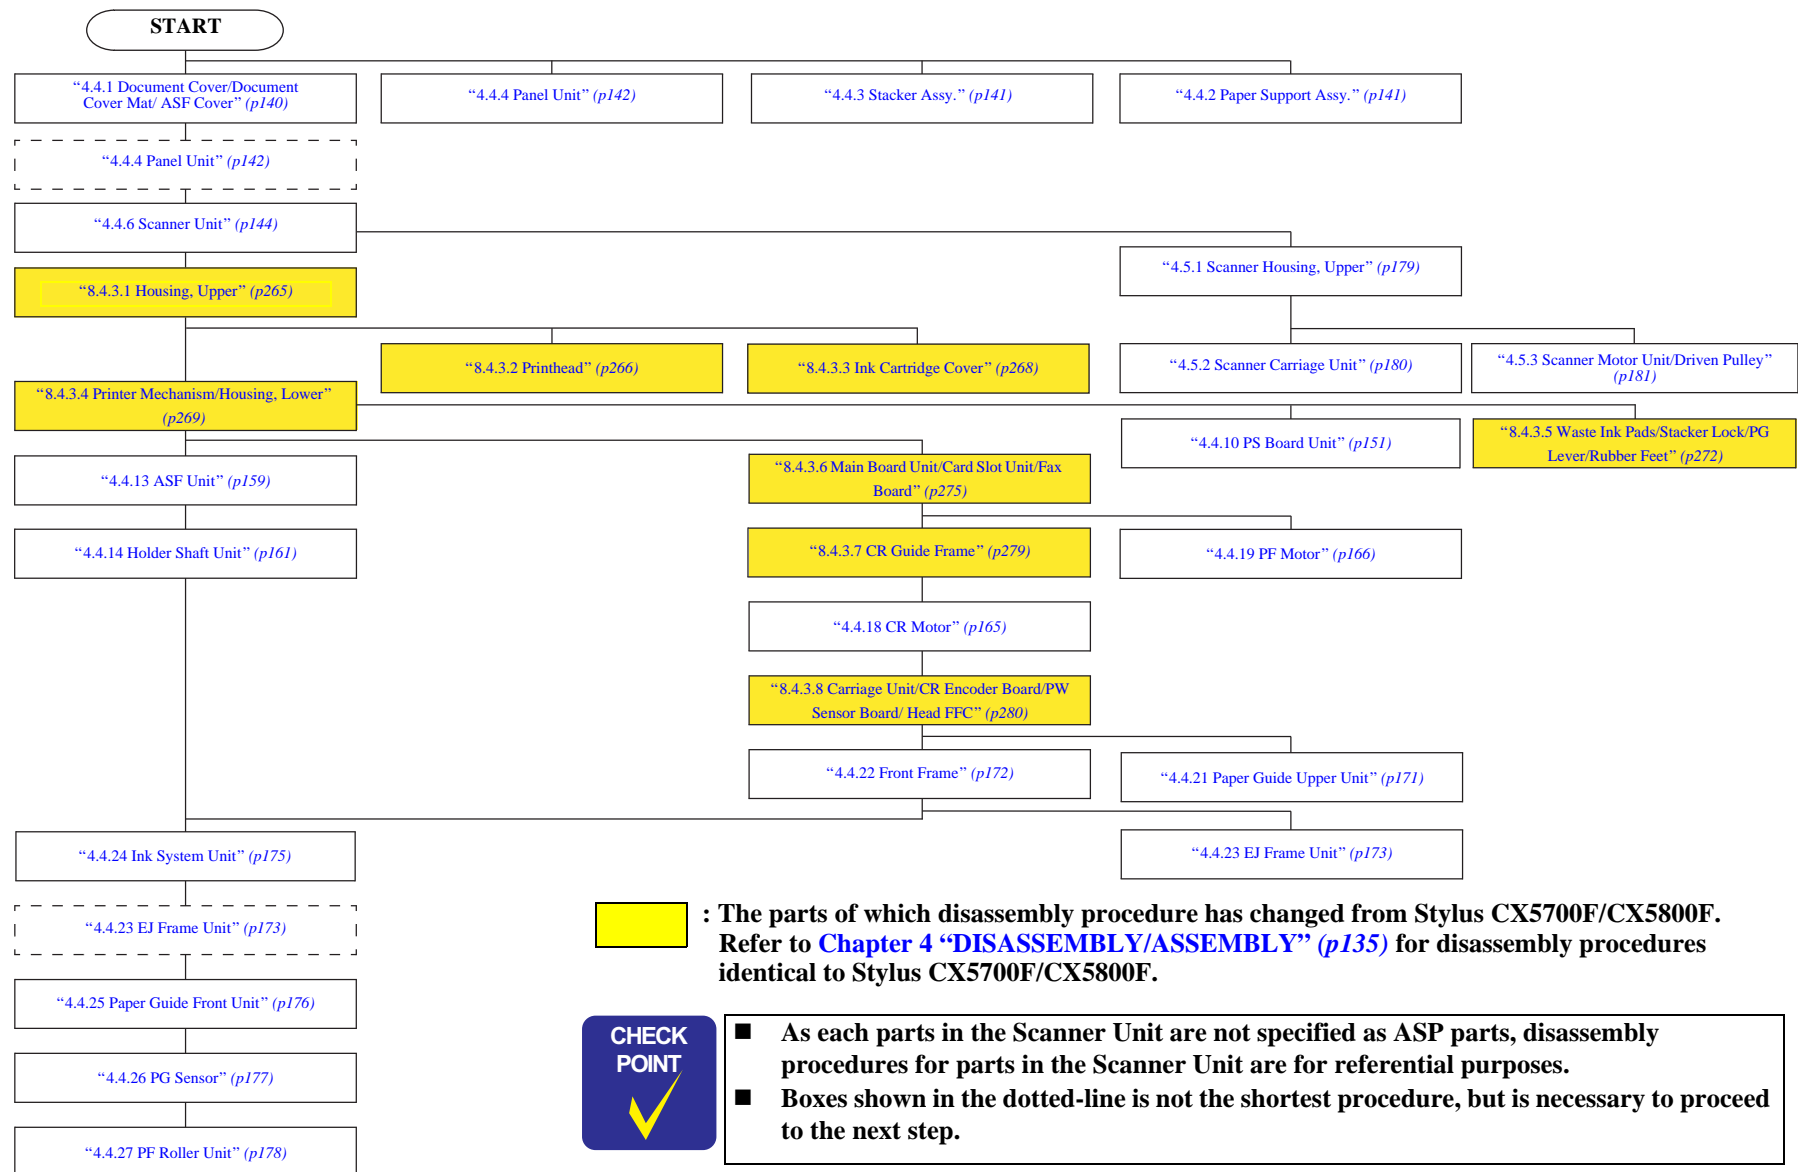 START
“4.4.1 Document Cover/Document
Cover Mat/ ASF Cover” (p140)
“4.4.4 Panel Unit” (p142)
“4.4.3 Stacker Assy.” (p141)
“4.4.2 Paper Support Assy.” (p141)
“4.4.4 Panel Unit” (p142)
“4.4.6 Scanner Unit” (p144)
“4.5.1 Scanner Housing, Upper” (p179)
“8.4.3.1 Housing, Upper” (p265)
“8.4.3.2 Printhead” (p266)
“8.4.3.3 Ink Cartridge Cover” (p268)
“4.5.2 Scanner Carriage Unit” (p180)
“4.5.3 Scanner Motor Unit/Driven Pulley”
(p181)
“8.4.3.4 Printer Mechanism/Housing, Lower”
(p269)
“4.4.10 PS Board Unit” (p151)
“8.4.3.5 Waste Ink Pads/Stacker Lock/PG
Lever/Rubber Feet” (p272)
“4.4.13 ASF Unit” (p159)
“8.4.3.6 Main Board Unit/Card Slot Unit/Fax
Board” (p275)
“4.4.14 Holder Shaft Unit” (p161)
“8.4.3.7 CR Guide Frame” (p279)
“4.4.19 PF Motor” (p166)
“4.4.18 CR Motor” (p165)
“8.4.3.8 Carriage Unit/CR Encoder Board/PW
Sensor Board/ Head FFC” (p280)
“4.4.22 Front Frame” (p172)
“4.4.21 Paper Guide Upper Unit” (p171)
“4.4.24 Ink System Unit” (p175)
“4.4.23 EJ Frame Unit” (p173)
“4.4.23 EJ Frame Unit” (p173)
“4.4.25 Paper Guide Front Unit” (p176)
“4.4.26 PG Sensor” (p177)
“4.4.27 PF Roller Unit” (p178)
: The parts of which disassembly procedure has changed from Stylus CX5700F/CX5800F.
Refer to Chapter 4 “DISASSEMBLY/ASSEMBLY” (p135) for disassembly procedures
identical to Stylus CX5700F/CX5800F.
CHECK
POINT
■ As each parts in the Scanner Unit are not specified as ASP parts, disassembly
procedures for parts in the Scanner Unit are for referential purposes.
■ Boxes shown in the dotted-line is not the shortest procedure, but is necessary to proceed
to the next step.